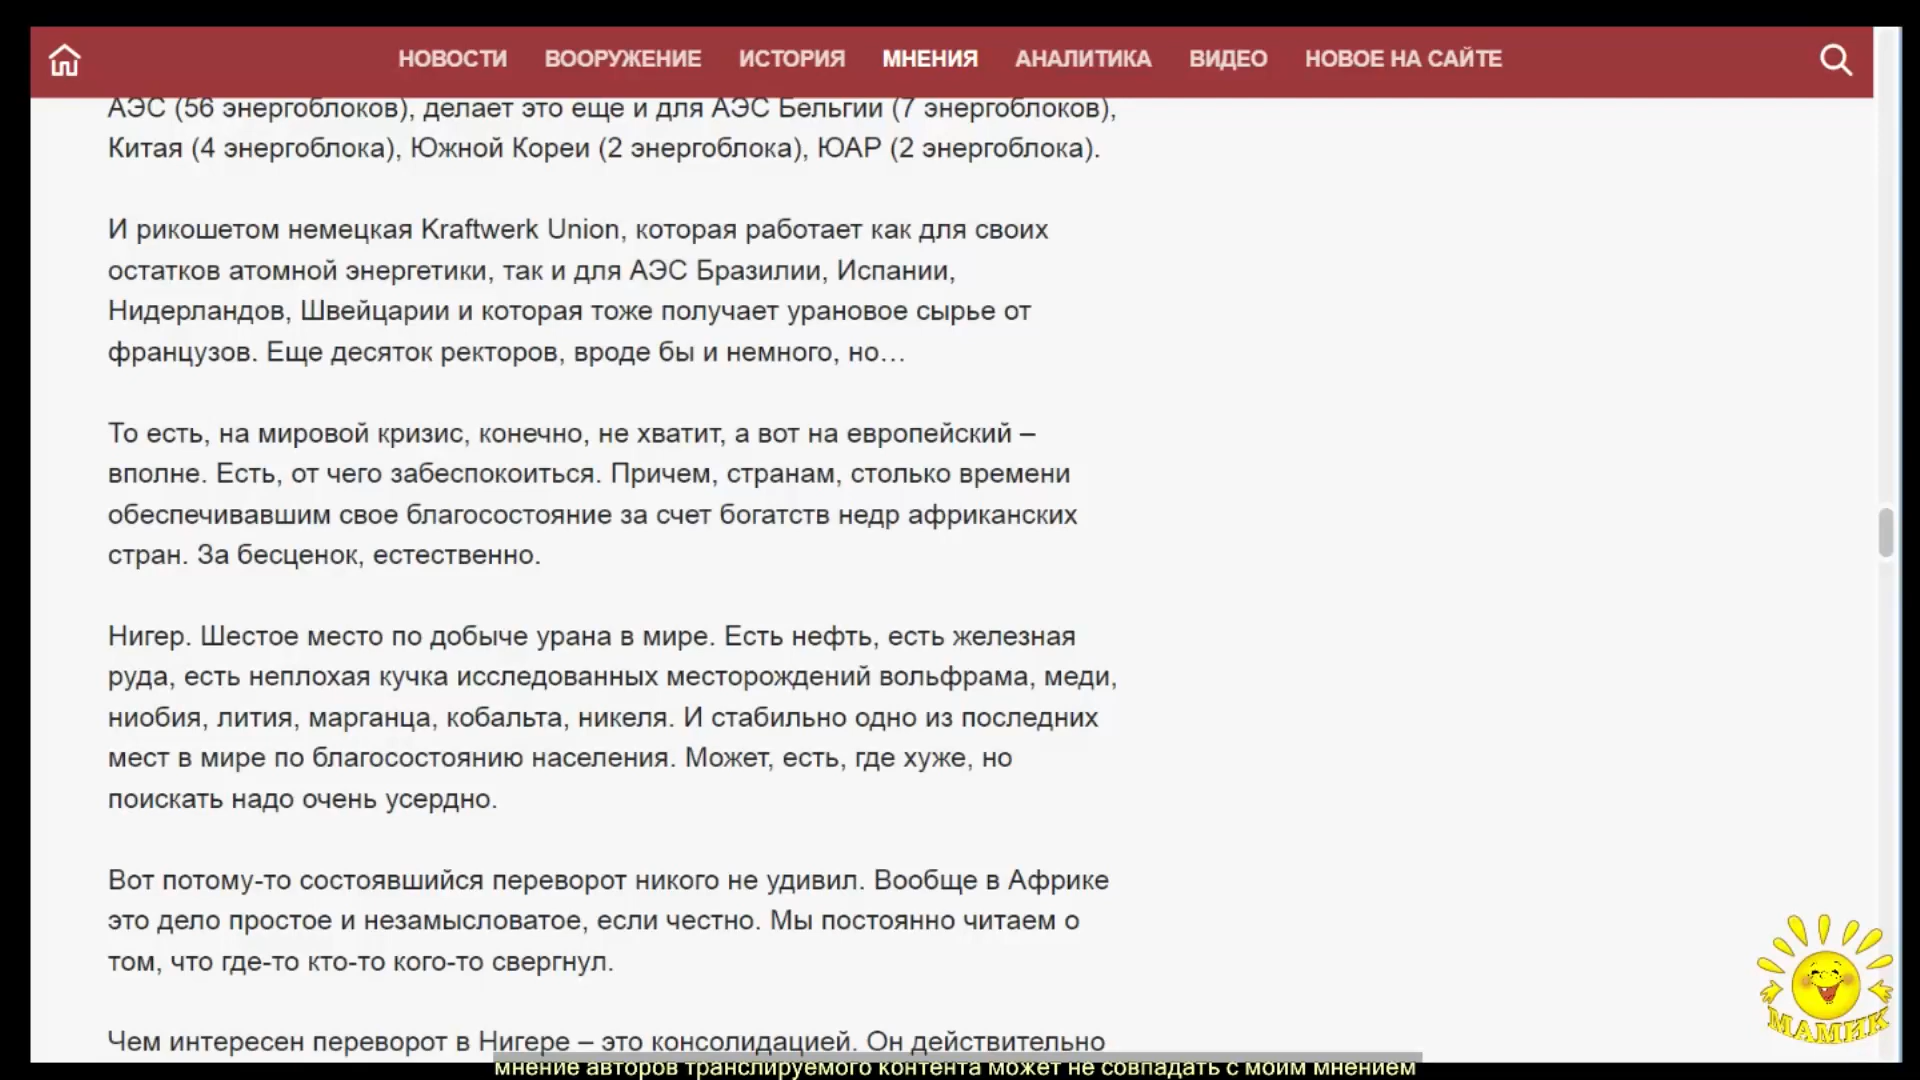 НОВОСТИ ВООРУЖЕНИЕ ИСТОРИЯ МНЕНИЯ АНАЛИТИКА ВИДЕО НОВОЕ НА САЙТЕ
АЭС (56 энергоблоков), делает это еще и для АЭС Бельгии (7 энергоблоков),
Китая (4 энергоблока), Южной Кореи (2 энергоблока), ЮАР (2 энергоблока).
И рикошетом немецкая Kraftwerk Union, которая работает как для своих
остатков атомной энергетики, так и для АЭС Бразилии, Испании,
Нидерландов, Швейцарии и которая тоже получает урановое сырье от
французов. Еще десяток ректоров, вроде бы и немного, но…
То есть, на мировой кризис, конечно, не хватит, а вот на европейский –
вполне. Есть, от чего забеспокоиться. Причем, странам, столько времени
обеспечивавшим свое благосостояние за счет богатств недр африканских
стран. За бесценок, естественно.
Нигер. Шестое место по добыче урана в мире. Есть нефть, есть железная
руда, есть неплохая кучка исследованных месторождений вольфрама, меди,
ниобия, лития, марганца, кобальта, никеля. И стабильно одно из последних
мест в мире по благосостоянию населения. Может, есть, где хуже, но
поискать надо очень усердно.
Вот потому-то состоявшийся переворот никого не удивил. Вообще в Африке
это дело простое и незамысловатое, если честно. Мы постоянно читаем о
том, что где-то кто-то кого-то свергнул.
Чем интересен переворот в Нигере – это консолидацией. Он действительно
МАМИК
мнение авторов транслируемого контента может не совпадать с моим мнением